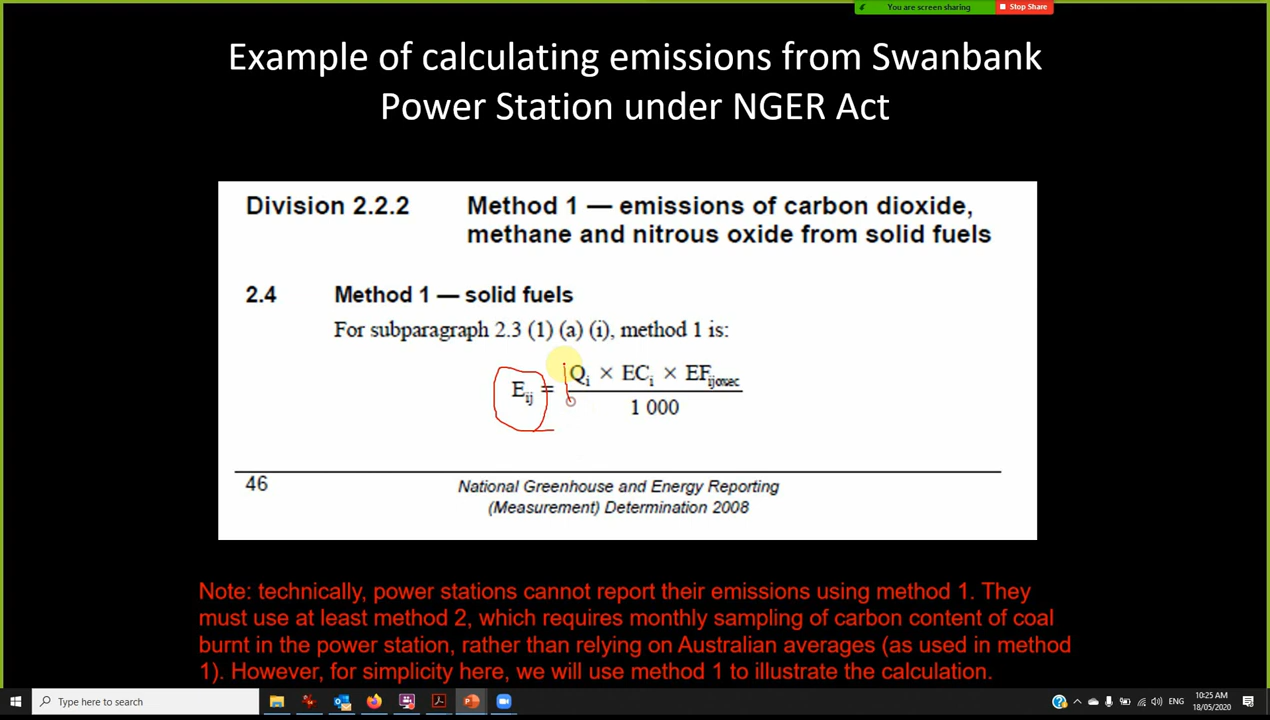 You are screen sharing
Stop Share
Example of calculating emissions from Swanbank
Power Station under NGER Act
Division 2.2.2
Method 1 — emissions of carbon dioxide,
methane and nitrous oxide from solid fuels
2.4
Method 1 — solid fuels
For subparagraph 2.3 (1) (a) (i), method 1 is:
Eij = Qi × ECi × EFijoxec
1 000
46
National Greenhouse and Energy Reporting
(Measurement) Determination 2008
Note: technically, power stations cannot report their emissions using method 1. They
must use at least method 2, which requires monthly sampling of carbon content of coal
burnt in the power station, rather than relying on Australian averages (as used in method
1). However, for simplicity here, we will use method 1 to illustrate the calculation.
Type here to search
ENG
10:25 AM
18/05/2020